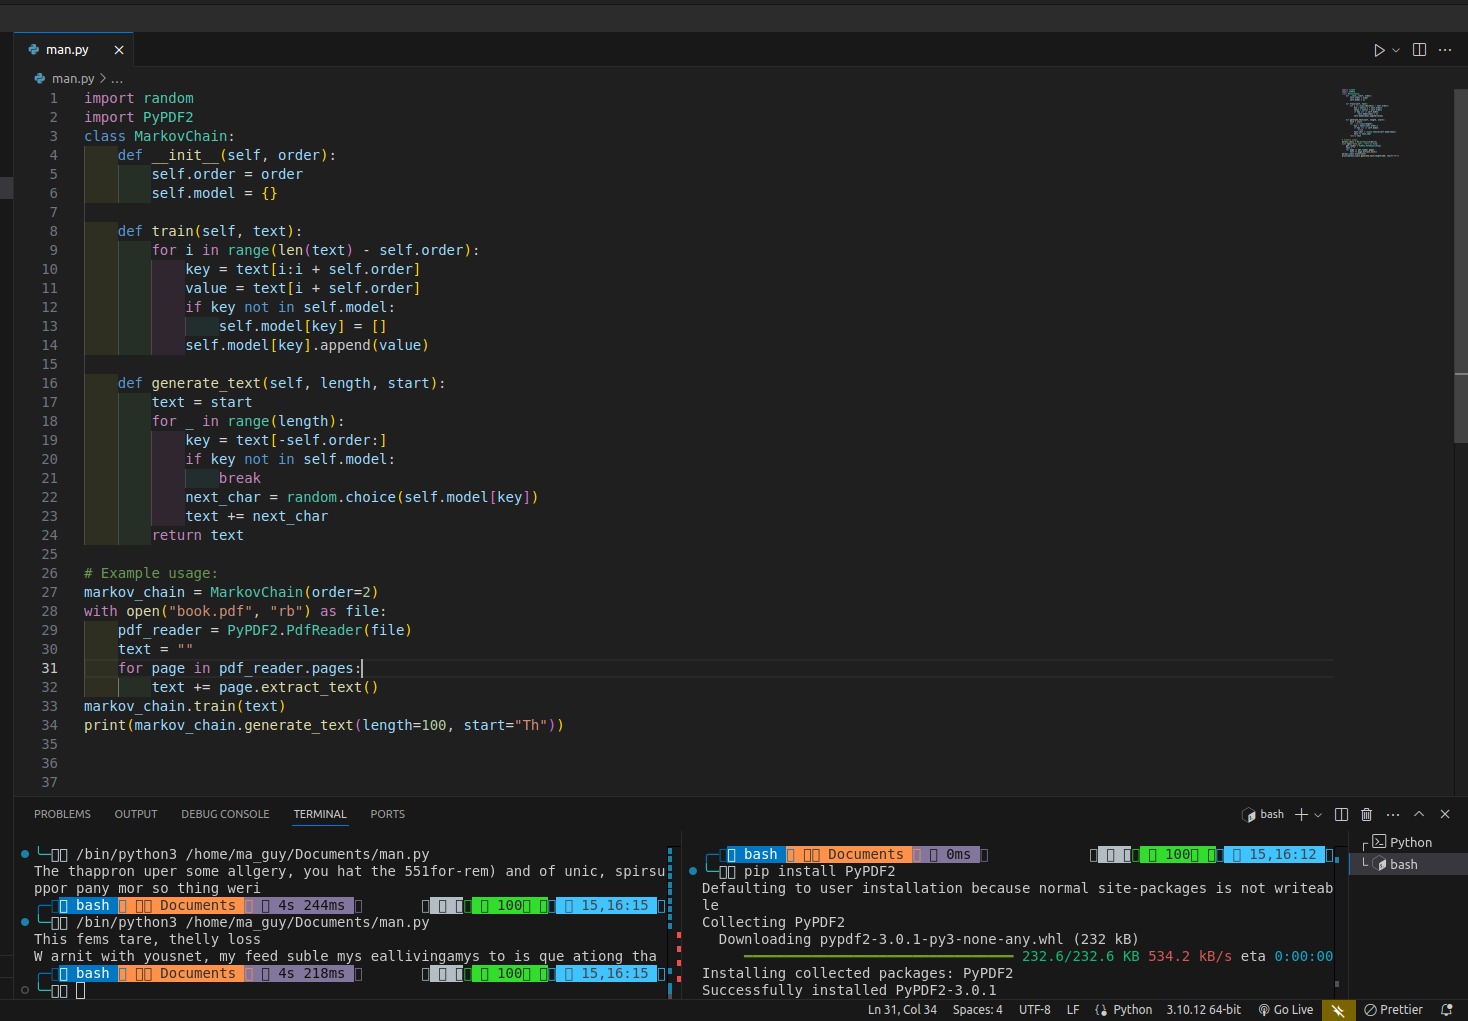 man.py
man.py > ...
1 import random
2 import PyPDF2
3 class MarkovChain:
4     def __init__(self, order):
5         self.order = order
6         self.model = {}
7
8     def train(self, text):
9         for i in range(len(text) - self.order):
10             key = text[i:i + self.order]
11             value = text[i + self.order]
12             if key not in self.model:
13                 self.model[key] = []
14             self.model[key].append(value)
15
16     def generate_text(self, length, start):
17         text = start
18         for _ in range(length):
19             key = text[-self.order:]
20             if key not in self.model:
21                 break
22             next_char = random.choice(self.model[key])
23             text += next_char
24         return text
25
26 # Example usage:
27 markov_chain = MarkovChain(order=2)
28 with open("book.pdf", "rb") as file:
29     pdf_reader = PyPDF2.PdfReader(file)
30     text = ""
31     for page in pdf_reader.pages:
32         text += page.extract_text()
33 markov_chain.train(text)
34 print(markov_chain.generate_text(length=100, start="Th"))
35
36
37
PROBLEMS OUTPUT DEBUG CONSOLE TERMINAL PORTS
bash
/bin/python3 /home/ma_guy/Documents/man.py
The thappron uper some allgery, you hat the 551for-rem) and of unic, spirsu
ppor pany mor so thing weri
bash Documents 4s 244ms 100 15,16:15
/bin/python3 /home/ma_guy/Documents/man.py
This fems tare, thelly loss
W arnit with yousnet, my feed suble mys eallivingamys to is que ationg tha
bash Documents 4s 218ms 100 15,16:15
bash Documents 0ms 100 15,16:12
pip install PyPDF2
Defaulting to user installation because normal site-packages is not writeab
le
Collecting PyPDF2
Downloading pypdf2-3.0.1-py3-none-any.whl (232 kB)
232.6/232.6 KB 534.2 kB/s eta 0:00:00
Installing collected packages: PyPDF2
Successfully installed PyPDF2-3.0.1
Python
bash
Ln 31, Col 34 Spaces: 4 UTF-8 LF Python 3.10.12 64-bit Go Live Prettier